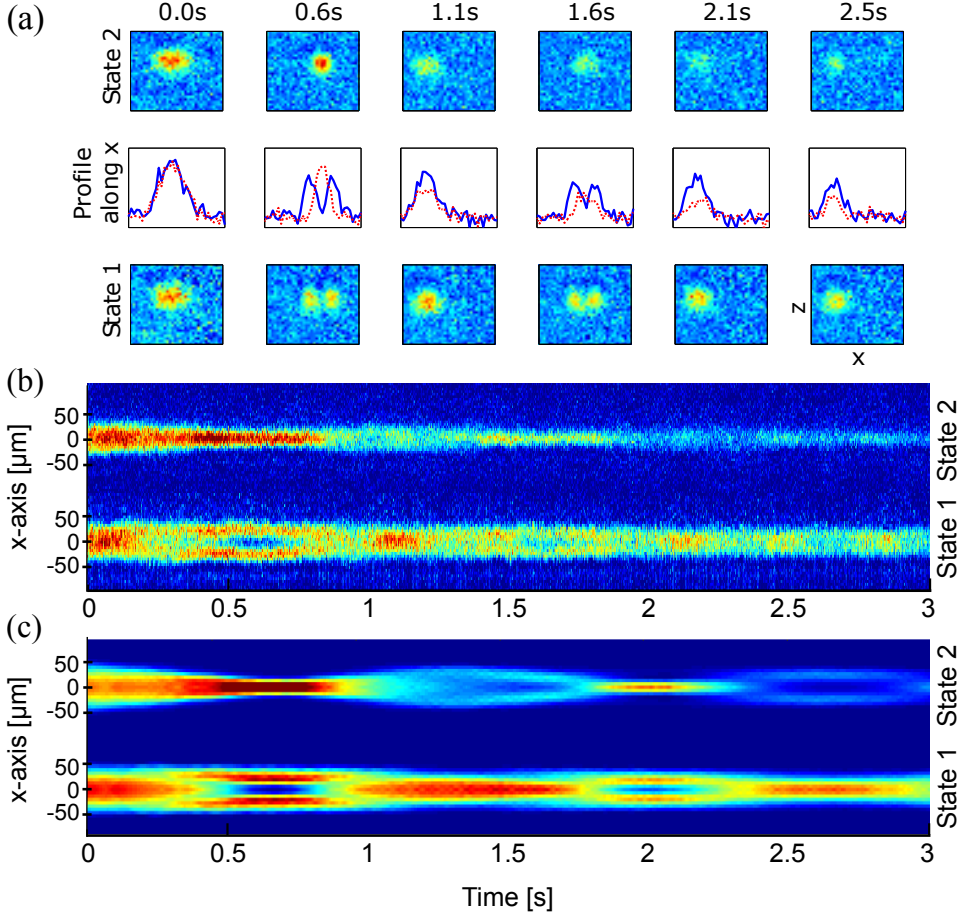 (a)
0.0s 0.6s 1.1s 1.6s 2.1s 2.5s
State 2
Profile
along x
State 1
z
x
(b)
50
0
-50
50
0
-50
x-axis [µm]
State 2
State 1
0 0.5 1 1.5 2 2.5 3
(c)
50
0
-50
50
0
-50
x-axis [µm]
State 2
State 1
0 0.5 1 1.5 2 2.5 3
Time [s]